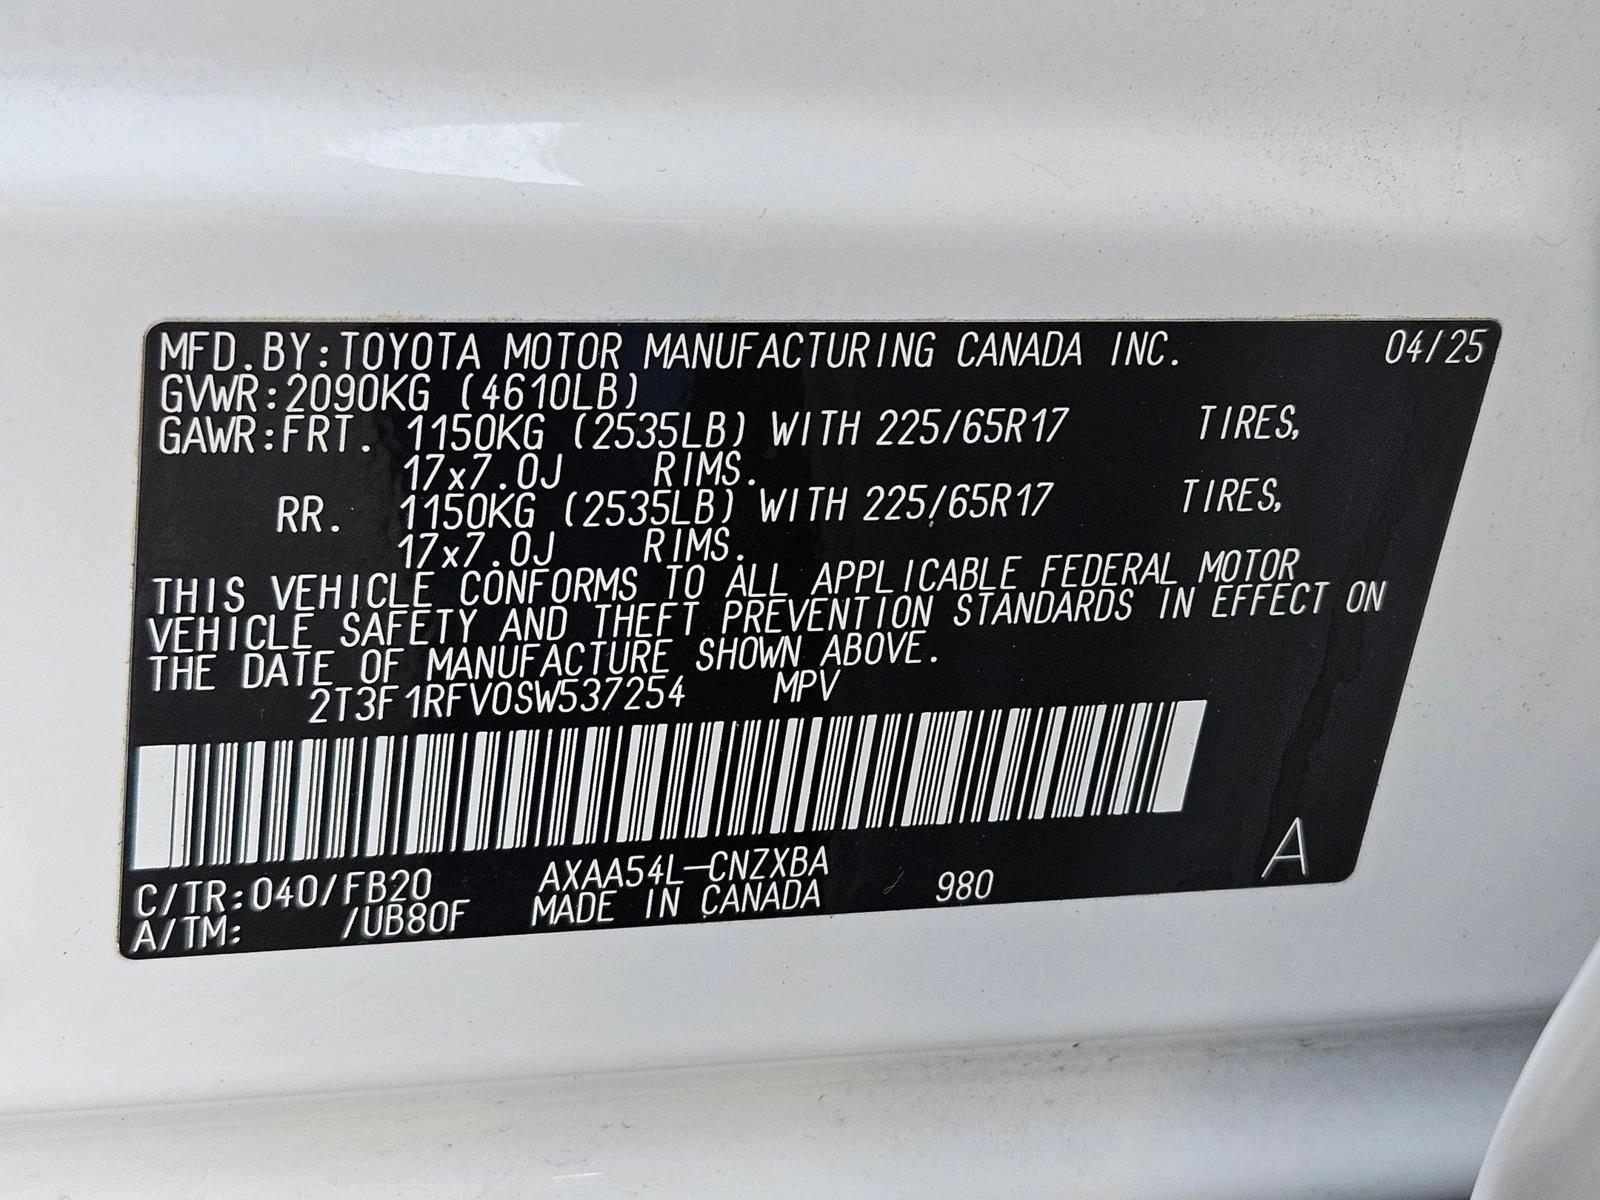 MFD.BY:TOYOTA MOTOR MANUFACTURING CANADA INC. 04/25
GVWR:2090KG (4610LB)
GAWR:FRT. 1150KG (2535LB) WITH 225/65R17 TIRES,
17x7.0J RIMS.
RR. 1150KG (2535LB) WITH 225/65R17 TIRES,
17x7.0J RIMS.
THIS VEHICLE CONFORMS TO ALL APPLICABLE FEDERAL MOTOR
VEHICLE SAFETY AND THEFT PREVENTION STANDARDS IN EFFECT ON
THE DATE OF MANUFACTURE SHOWN ABOVE.
2T3F1RFV0SW537254 MPV
C/TR:040/FB20 AXAA54L-CNZXBA
A/TM: /UB80F MADE IN CANADA 980 A